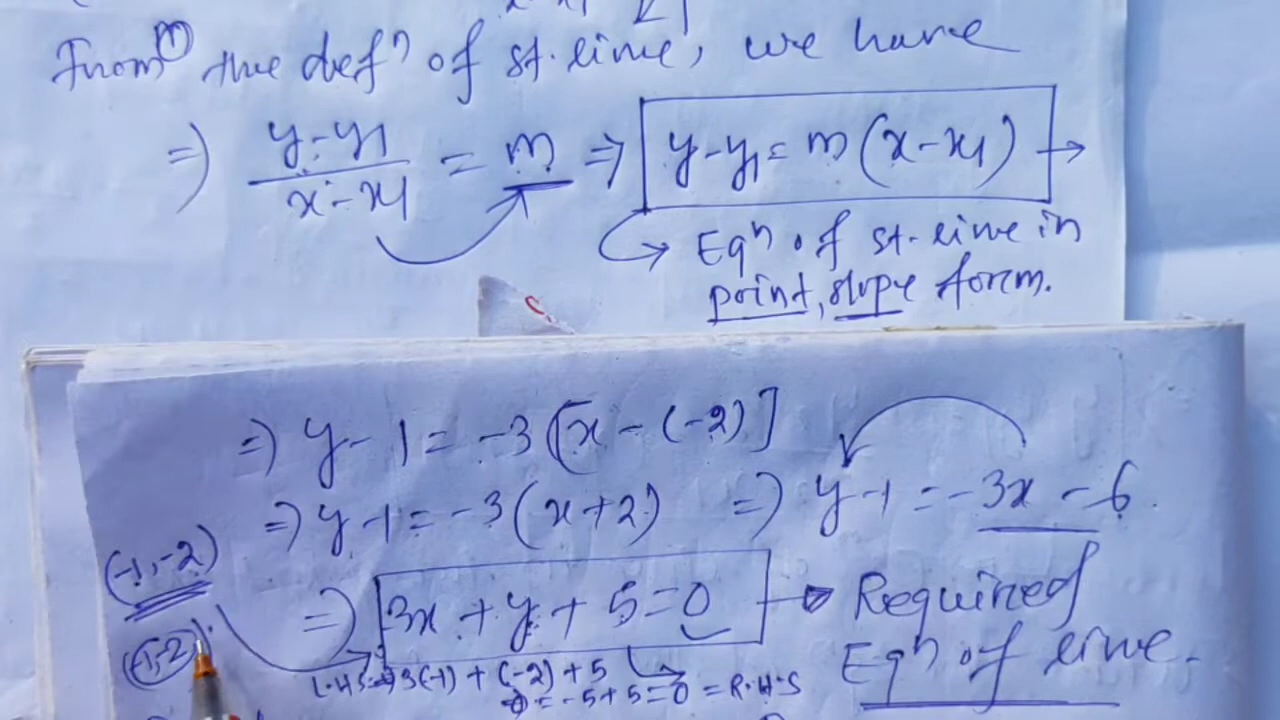 From (1) the defⁿ of st. line, we have
⇒ y-y1/x-x1 = m ⇒ y-y1 = m(x-x1) →
→ Eqⁿ of st. line in
point, slope form.
⇒ y-1 = -3[x-(-2)]
⇒ y-1 = -3(x+2) ⇒ y-1 = -3x-6
(-1,-2)
⇒ 3x+y+5=0 → Required
Eqⁿ of line.
(-1,-2)
L.H.S → 3(-1)+(-2)+5
= -5+5=0 = R.H.S